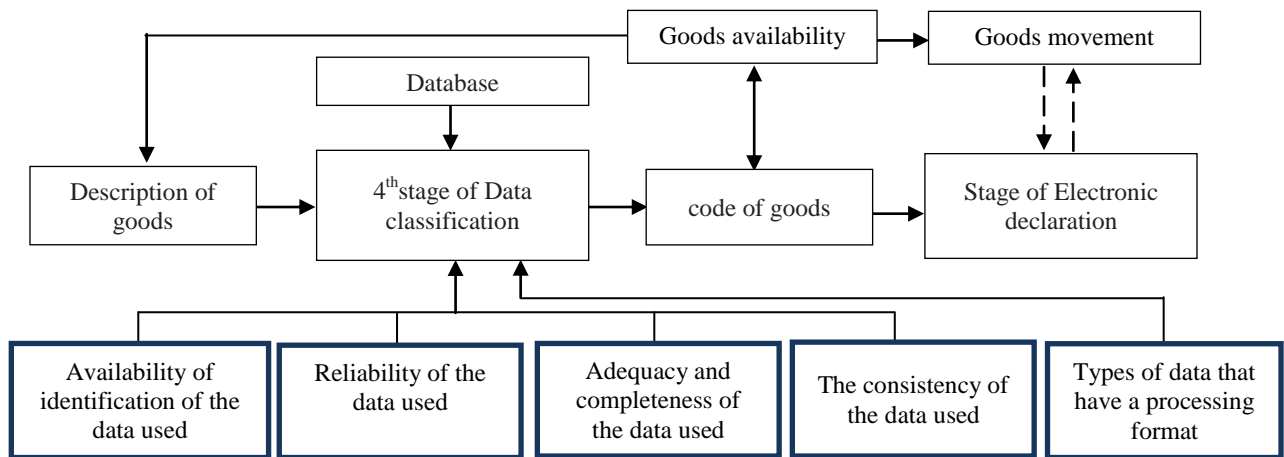 Goods availability
Goods movement
Database
Description of
goods
4th stage of Data
classification
code of goods
Stage of Electronic
declaration
Availability of
identification of the
data used
Reliability of the
data used
Adequacy and
completeness of
the data used
The consistency of
the data used
Types of data that
have a processing
format